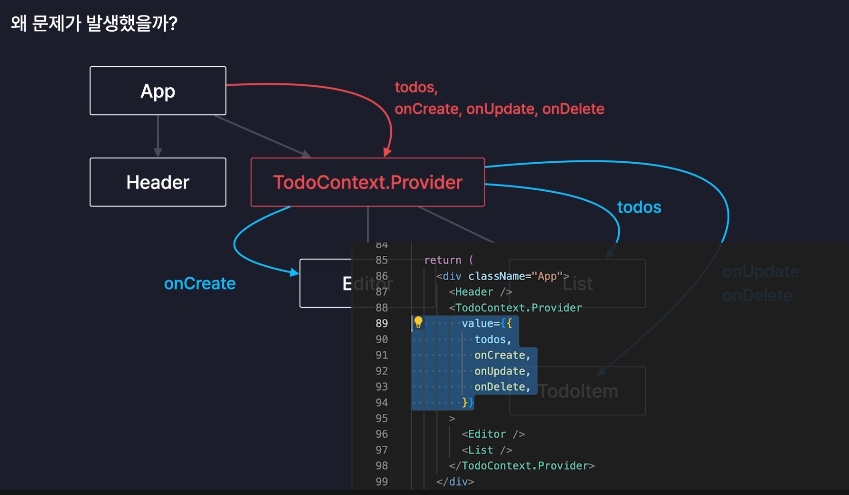 왜 문제가 발생했을까?
App
todos,
onCreate, onUpdate, onDelete
Header
TodoContext.Provider
todos
onCreate
Editor
List
onUpdate
onDelete
TodoItem
84
85 return (
86 <div className="App">
87 <Header />
88 <TodoContext.Provider
89 value={{
90 todos,
91 onCreate,
92 onUpdate,
93 onDelete,
94 }}
95 >
96 <Editor />
97 <List />
98 </TodoContext.Provider>
99 </div>